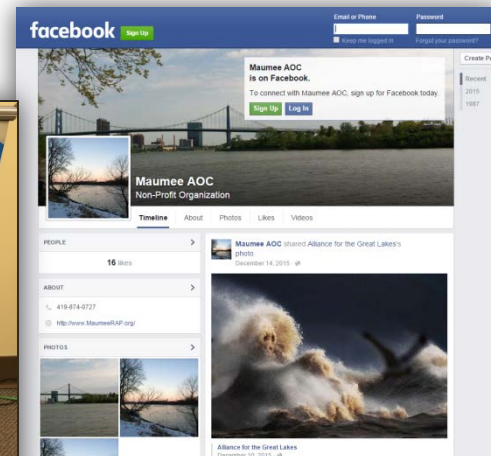 Email or Phone Password
facebook Sign Up
Keep me logged in Forgot your password?
Maumee AOC
is on Facebook.
To connect with Maumee AOC, sign up for Facebook today.
Sign Up Log In
Create P
Recent
2015
1987
Maumee AOC
Non-Profit Organization
Timeline About Photos Likes Videos
PEOPLE >
16 likes
ABOUT >
419-874-0727
http://www.MaumeeRAP.org/
PHOTOS >
Maumee AOC shared Alliance for the Great Lakes's
photo.
December 14, 2015
Alliance for the Great Lakes
December 10, 2015